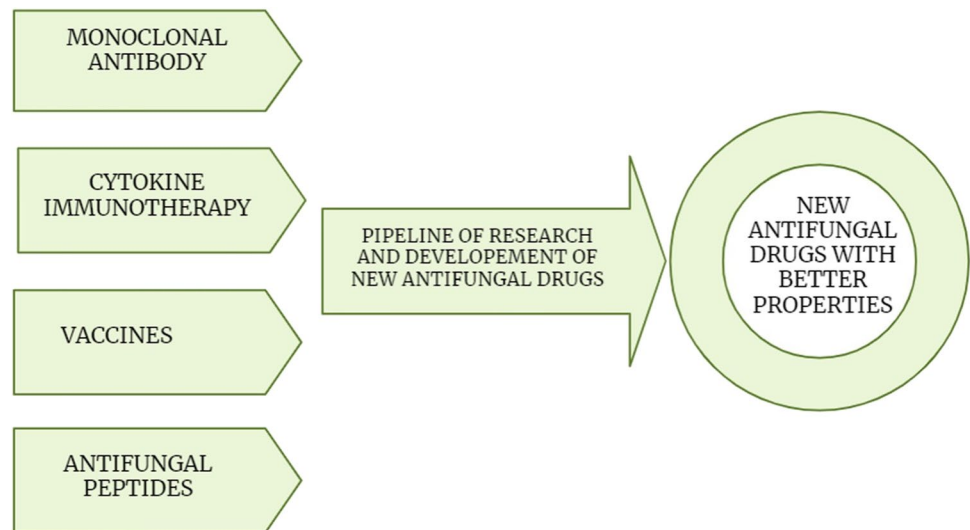 MONOCLONAL
ANTIBODY
CYTOKINE
IMMUNOTHERAPY
VACCINES
ANTIFUNGAL
PEPTIDES
PIPELINE OF RESEARCH
AND DEVELOPEMENT OF
NEW ANTIFUNGAL DRUGS
NEW
ANTIFUNGAL
DRUGS WITH
BETTER
PROPERTIES